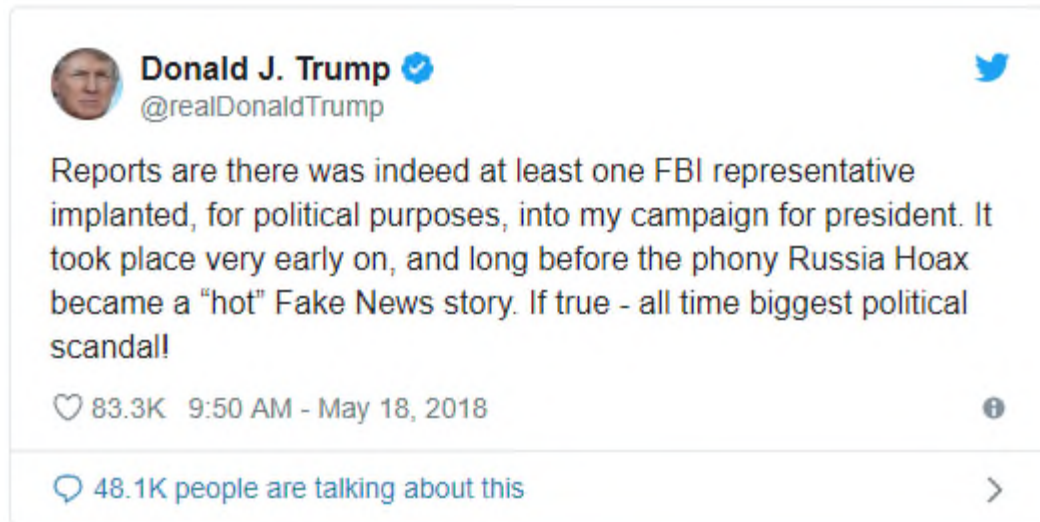 Donald J. Trump
@realDonaldTrump
Reports are there was indeed at least one FBI representative
implanted, for political purposes, into my campaign for president. It
took place very early on, and long before the phony Russia Hoax
became a “hot” Fake News story. If true - all time biggest political
scandal!
83.3K 9:50 AM - May 18, 2018
48.1K people are talking about this